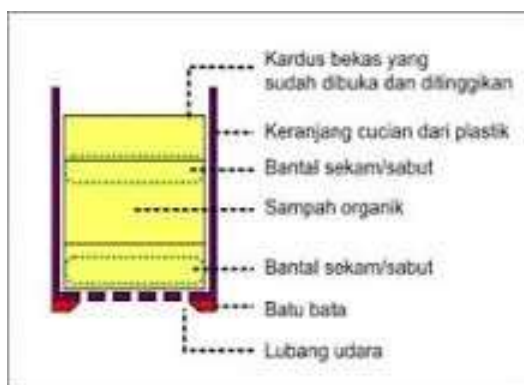 Kardus bekas yang
sudah dibuka dan ditinggikan
Keranjang cucian dari plastik
Bantal sekam/sabut
Sampah organik
Bantal sekam/sabut
Batu bata
Lubang udara